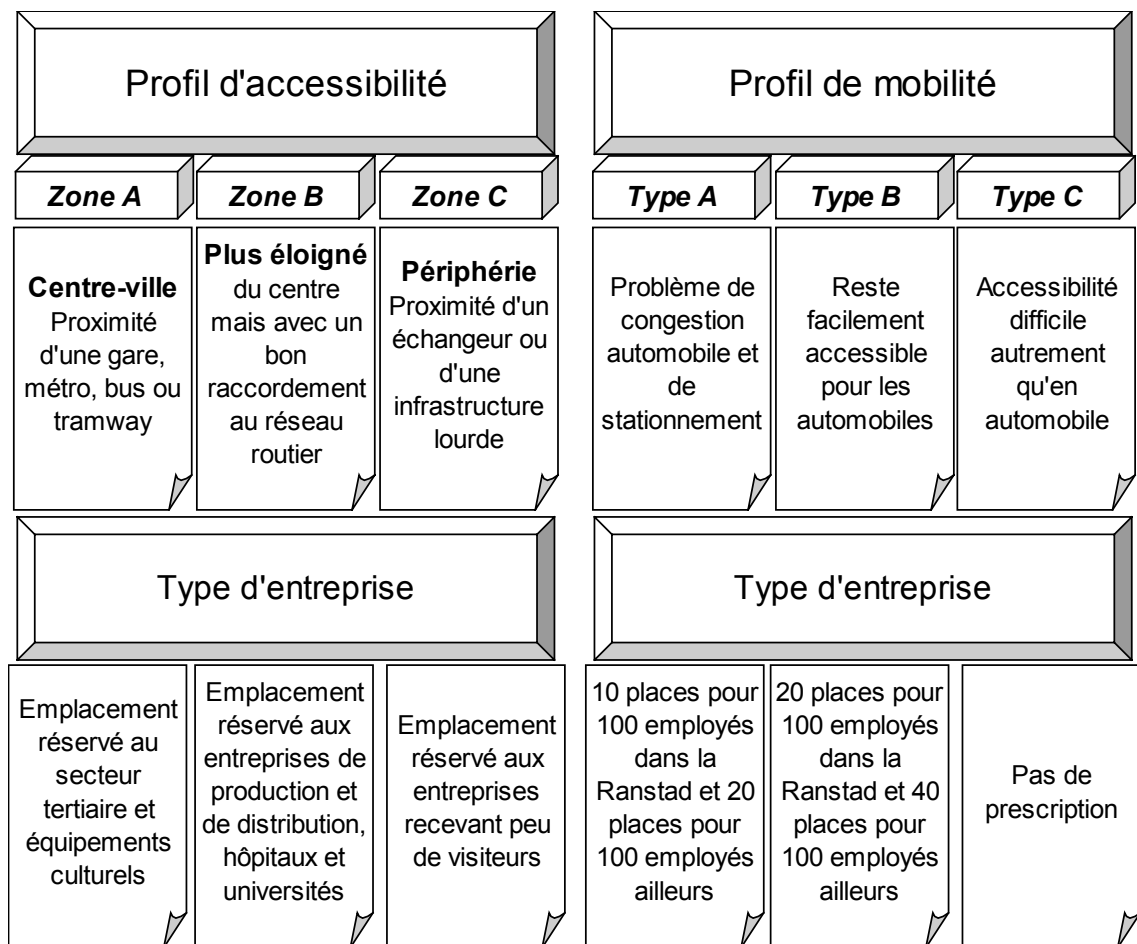 Profil d'accessibilité
Profil de mobilité
Zone A
Zone B
Zone C
Type A
Type B
Type C
Centre-ville
Proximité
d'une gare,
métro, bus ou
tramway
Plus éloigné
du centre
mais avec un
bon
raccordement
au réseau
routier
Périphérie
Proximité d'un
échangeur ou
d'une
infrastructure
lourde
Problème de
congestion
automobile et
de
stationnement
Reste
facilement
accessible
pour les
automobiles
Accessibilité
difficile
autrement
qu'en
automobile
Type d'entreprise
Type d'entreprise
Emplacement
réservé au
secteur
tertiaire et
équipements
culturels
Emplacement
réservé aux
entreprises de
production et
de distribution,
hôpitaux et
universités
Emplacement
réservé aux
entreprises
recevant peu
de visiteurs
10 places pour
100 employés
dans la
Ranstad et 20
places pour
100 employés
ailleurs
20 places pour
100 employés
dans la
Ranstad et 40
places pour
100 employés
ailleurs
Pas de
prescription